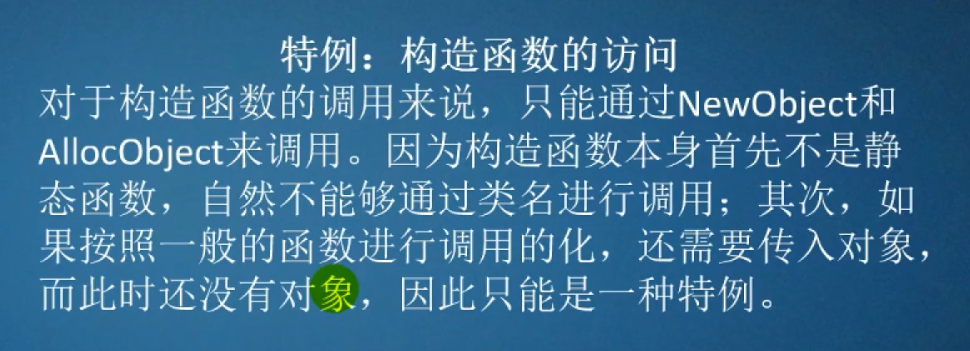 特例：构造函数的访问
对于构造函数的调用来说，只能通过NewObject和
AllocObject来调用。因为构造函数本身首先不是静
态函数，自然不能够通过类名进行调用；其次，如
果按照一般的函数进行调用的化，还需要传入对象，
而此时还没有对象，因此只能是一种特例。